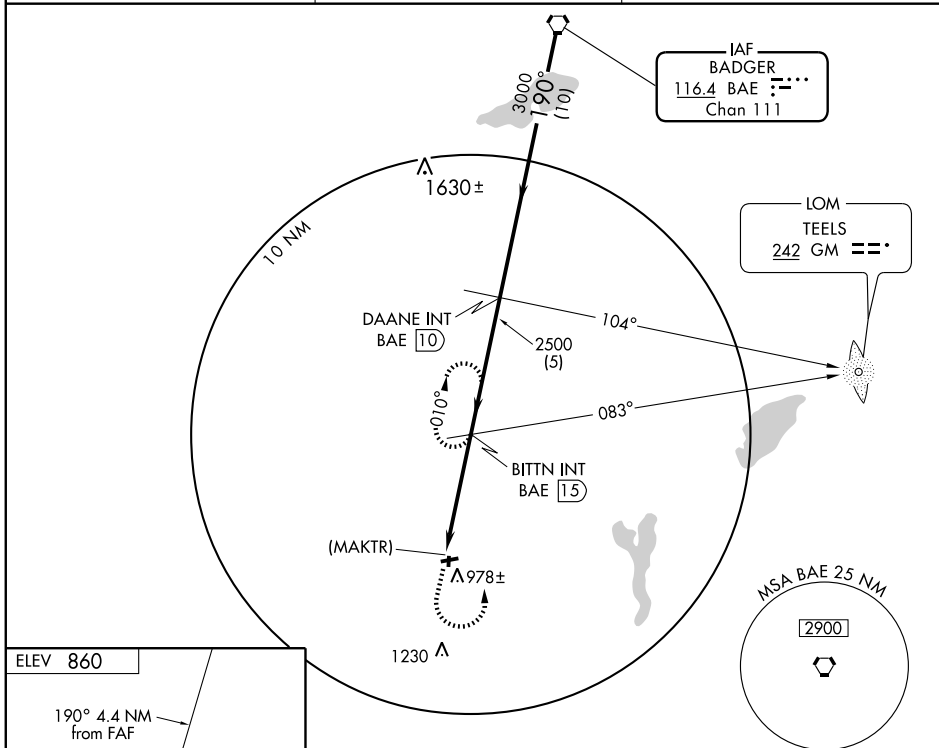 IAF
BADGER
116.4 BAE
Chan 111
3000
190°
(10)
1630±
10 NM
LOM
TEELS
242 GM
DAANE INT
BAE 10
104°
2500
(5)
010°
083°
BITTN INT
BAE 15
(MAKTR)
978±
1230
MSA BAE 25 NM
2900
ELEV 860
190° 4.4 NM
from FAF